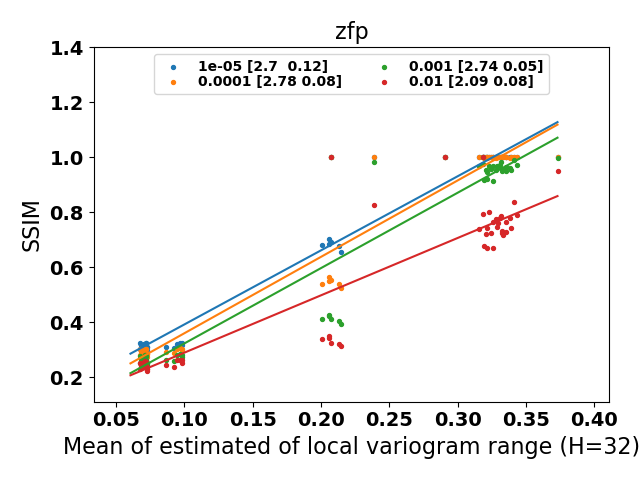 zfp
1e-05 [2.7  0.12]
0.0001 [2.78 0.08]
0.001 [2.74 0.05]
0.01 [2.09 0.08]
SSIM
1.4
1.2
1.0
0.8
0.6
0.4
0.2
0.05 0.10 0.15 0.20 0.25 0.30 0.35 0.40
Mean of estimated of local variogram range (H=32)